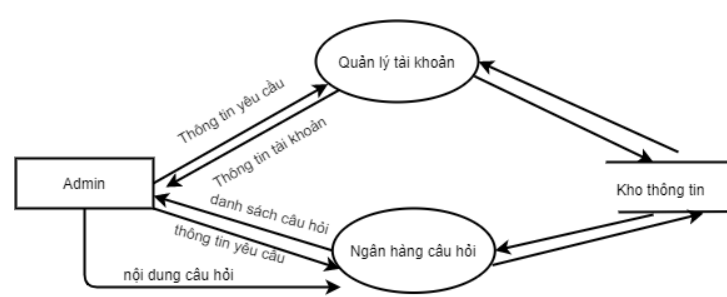 Quản lý tài khoản
Thông tin yêu cầu
Thông tin tài khoản
Admin
Kho thông tin
danh sách câu hỏi
thông tin yêu cầu
Ngân hàng câu hỏi
nội dung câu hỏi